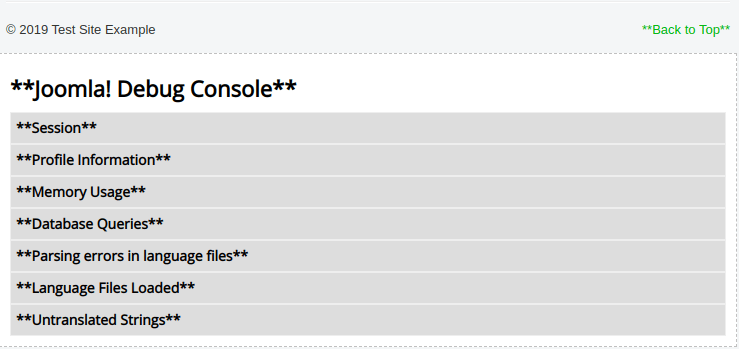 © 2019 Test Site Example
**Back to Top**
**Joomla! Debug Console**
**Session**
**Profile Information**
**Memory Usage**
**Database Queries**
**Parsing errors in language files**
**Language Files Loaded**
**Untranslated Strings**